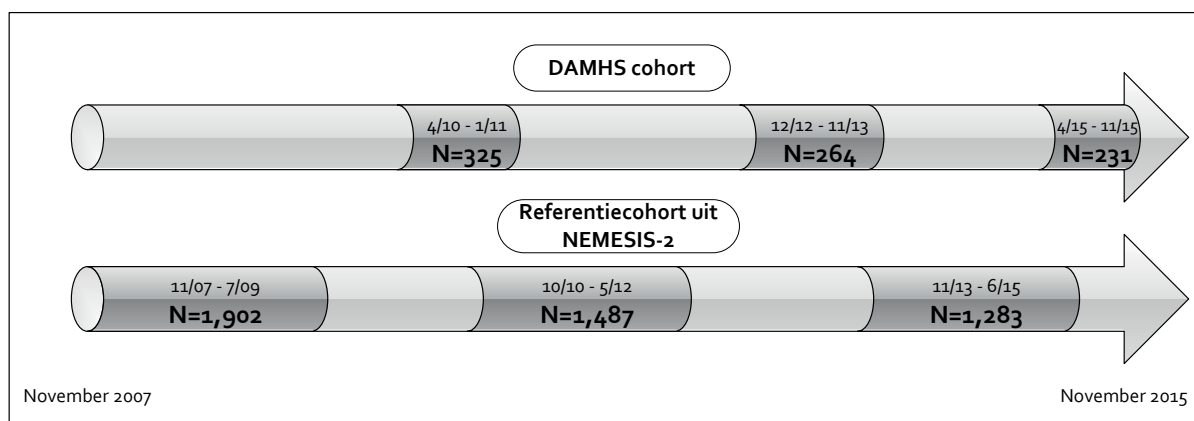 DAMHS cohort
4/10 - 1/11
N=325
12/12 - 11/13
N=264
4/15 - 11/15
N=231
Referentiecohort uit
NEMESIS-2
11/07 - 7/09
N=1,902
10/10 - 5/12
N=1,487
11/13 - 6/15
N=1,283
November 2007
November 2015